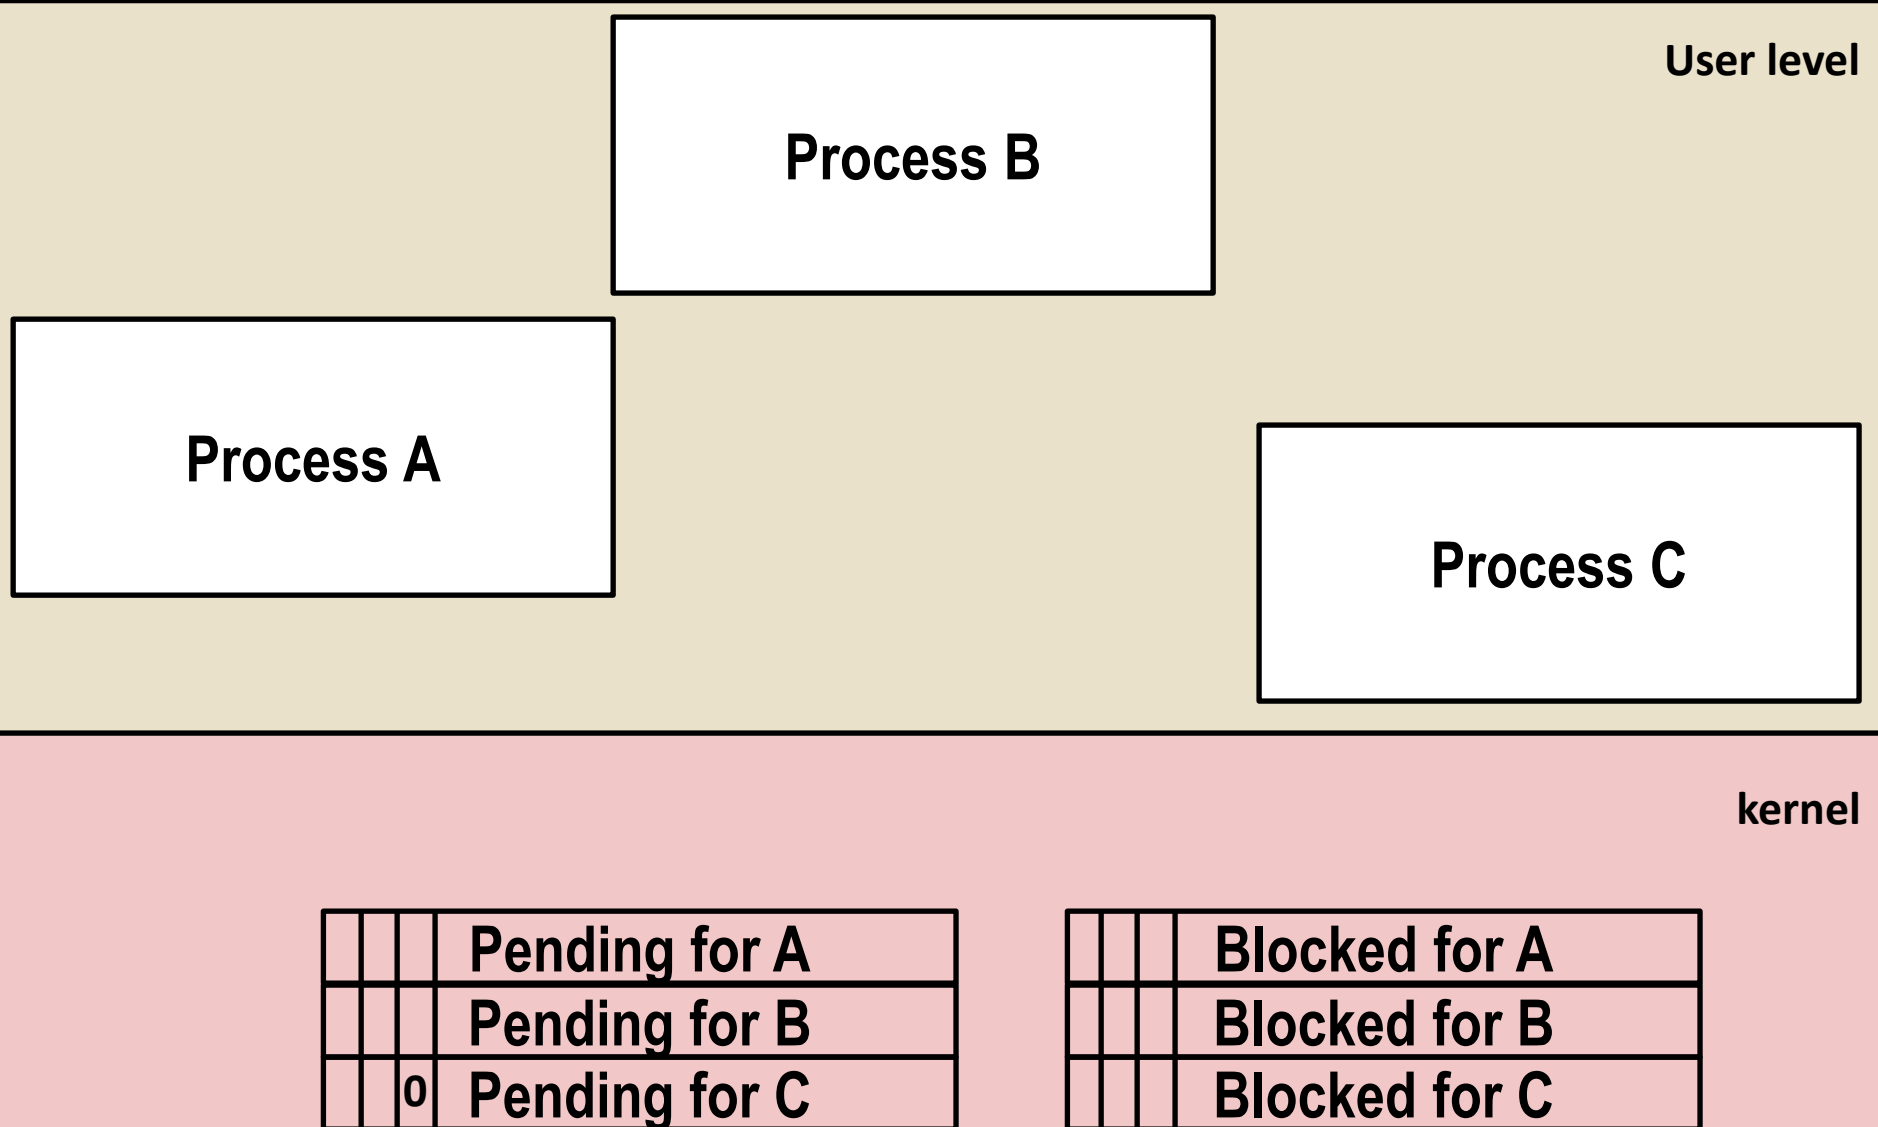 User level
Process B
Process A
Process C
kernel
Pending for A
Blocked for A
Pending for B
Blocked for B
0 Pending for C
Blocked for C